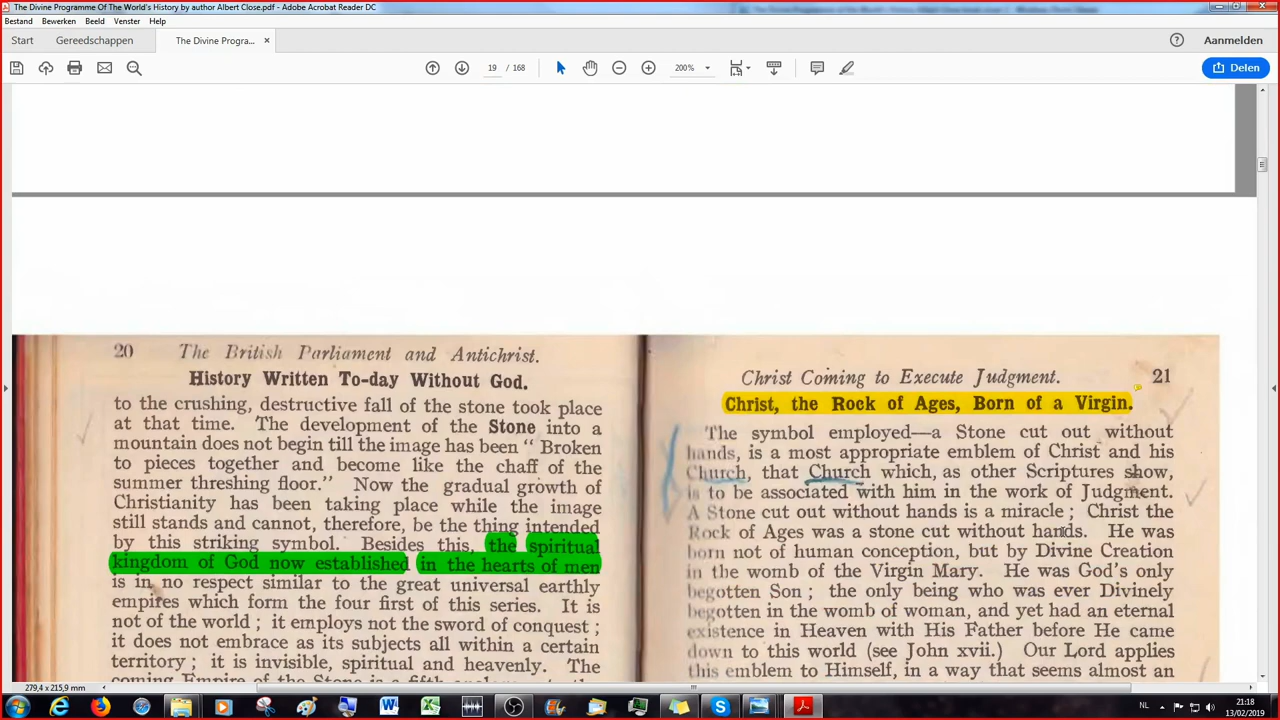 The Divine Programme Of The World's History by author Albert Close.pdf - Adobe Acrobat Reader DC
Bestand Bewerken Beeld Venster Help
Start Gereedschappen The Divine Progra... × Aanmelden
19 / 168 200% Delen
20 The British Parliament and Antichrist.
History Written To-day Without God.
to the crushing, destructive fall of the stone took place
at that time. The development of the Stone into a
mountain does not begin till the image has been " Broken
to pieces together and become like the chaff of the
summer threshing floor." Now the gradual growth of
Christianity has been taking place while the image
still stands and cannot, therefore, be the thing intended
by this striking symbol. Besides this, the spiritual
kingdom of God now established in the hearts of men
is in no respect similar to the great universal earthly
empires which form the four first of this series. It is
not of the world ; it employs not the sword of conquest ;
it does not embrace as its subjects all within a certain
territory ; it is invisible, spiritual and heavenly. The
coming Empire of the Stone is a fifth
Christ Coming to Execute Judgment. 21
Christ, the Rock of Ages, Born of a Virgin.
The symbol employed—a Stone cut out without
hands, is a most appropriate emblem of Christ and his
Church, that Church which, as other Scriptures show,
is to be associated with him in the work of Judgment.
A Stone cut out without hands is a miracle ; Christ the
Rock of Ages was a stone cut without hands. He was
born not of human conception, but by Divine Creation
in the womb of the Virgin Mary. He was God's only
begotten Son ; the only being who was ever Divinely
begotten in the womb of woman, and yet had an eternal
existence in Heaven with His Father before He came
down to this world (see John xvii.) Our Lord applies
this emblem to Himself, in a way that seems almost an
279,4 x 215,9 mm
NL 21:18
13/02/2019